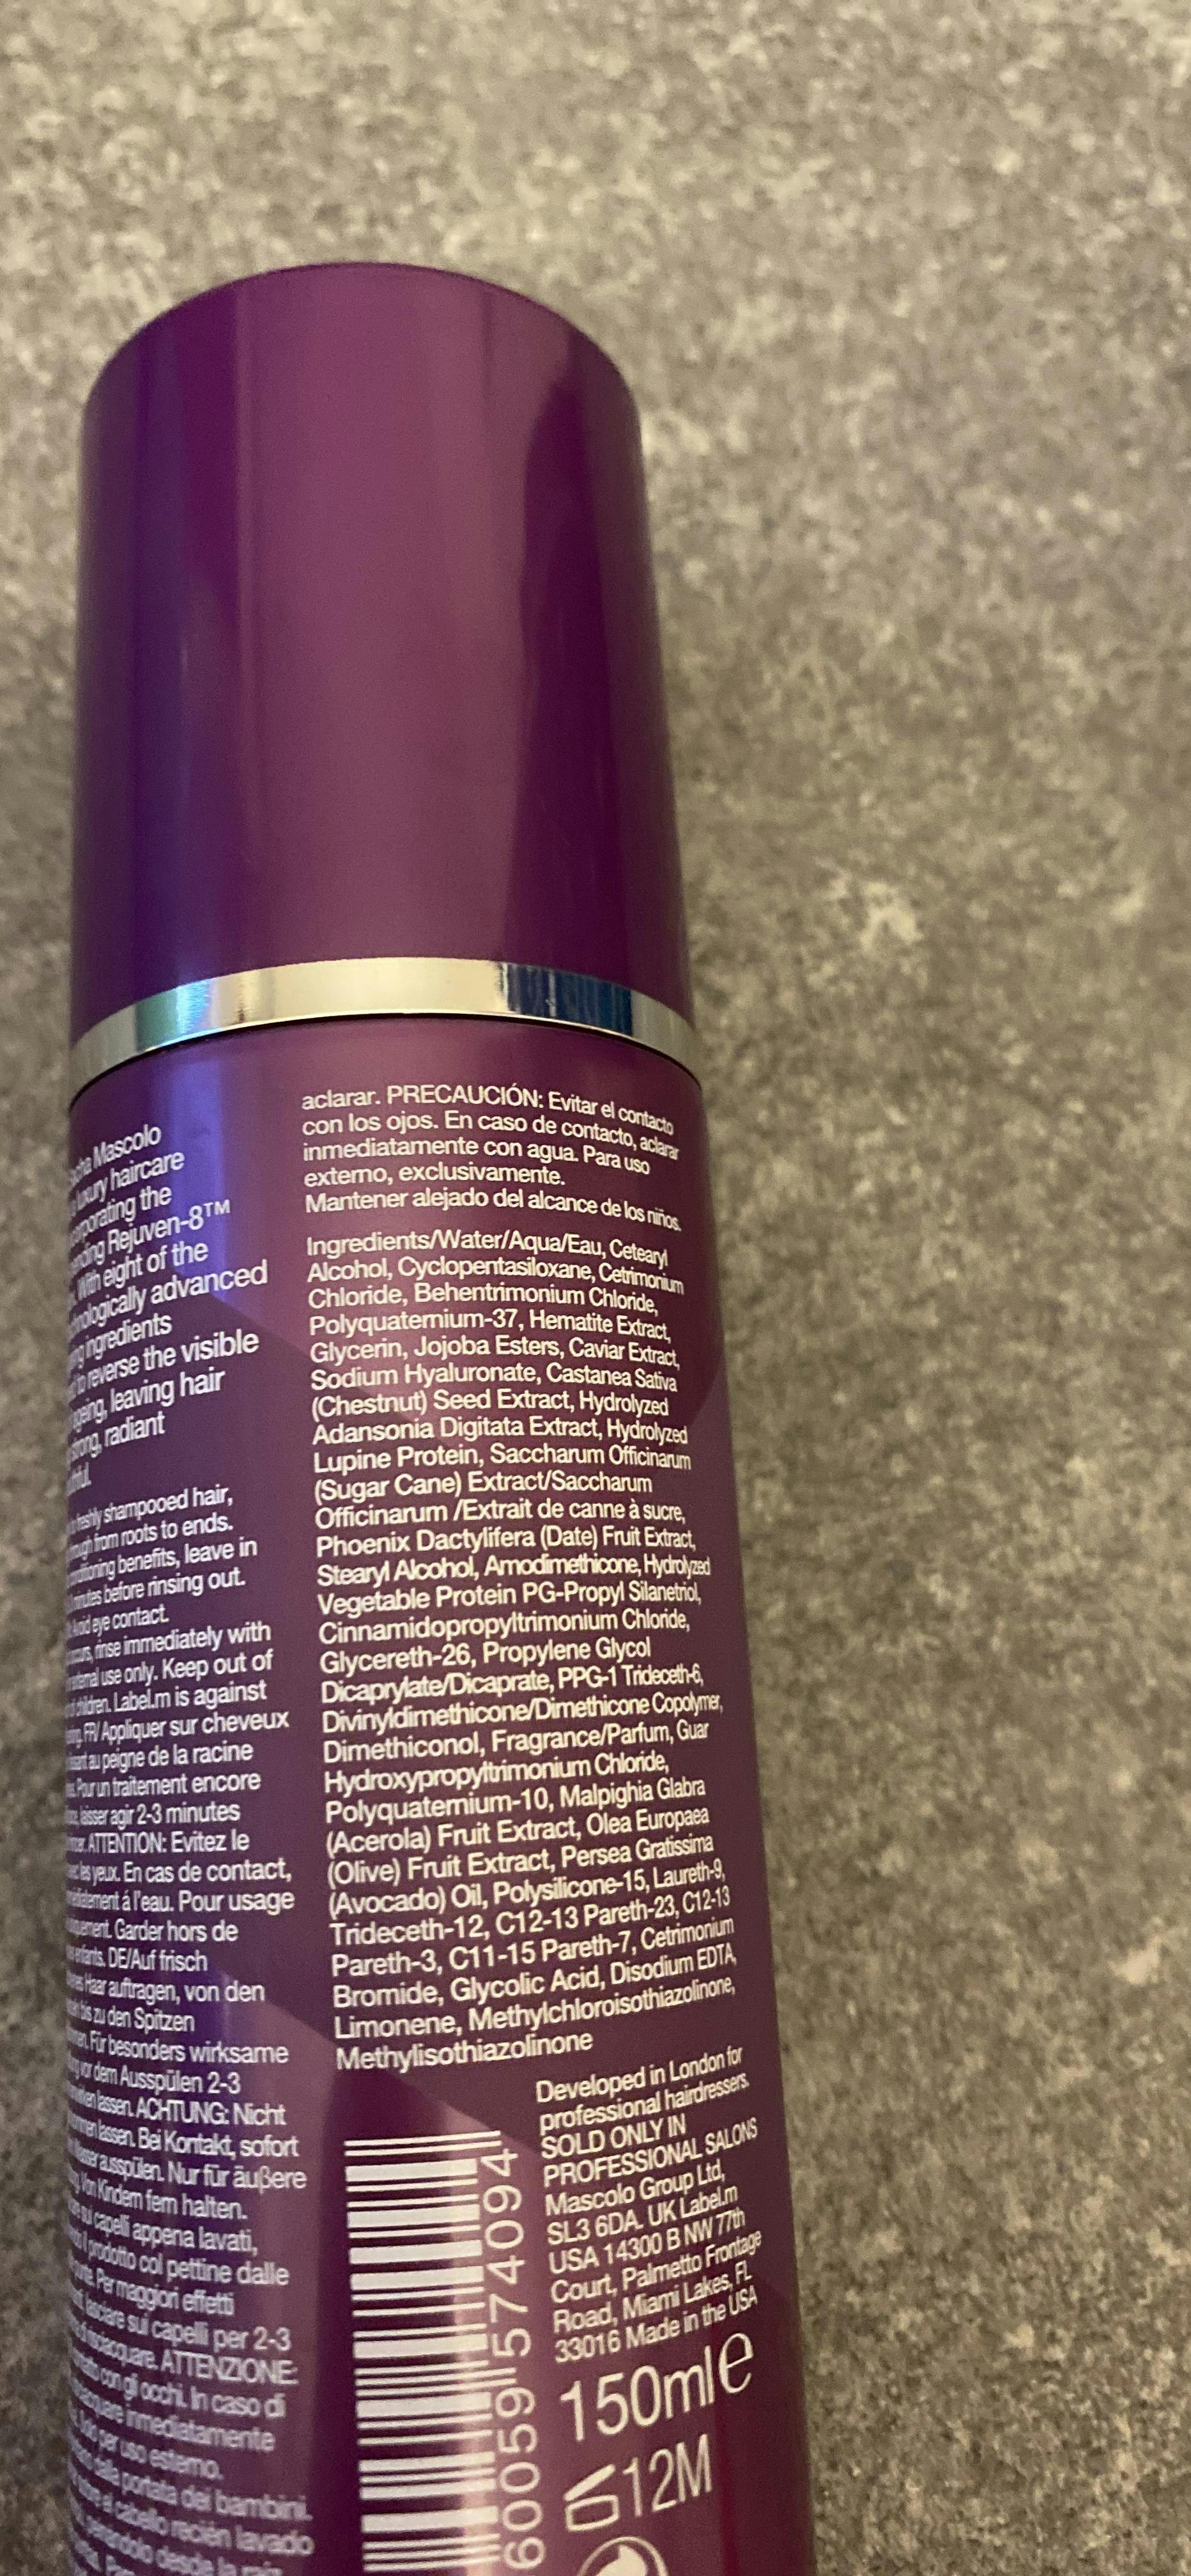 Mascolo
luxury haircare
the
Rejuven-8™
With eight of the
technologically advanced
ingredients
to reverse the visible
ageing, leaving hair
strong, radiant
freshly shampooed hair,
from roots to ends.
benefits, leave in
minutes before rinsing out.
Avoid eye contact.
rinse immediately with
external use only. Keep out of
children. Label.m is against
FR/ Appliquer sur cheveux
au peigne de la racine
Pour un traitement encore
laisser agir 2-3 minutes
ATTENTION: Evitez le
les yeux. En cas de contact,
á l'eau. Pour usage
Garder hors de
enfants. DE/Auf frisch
Haar auftragen, von den
bis zu den Spitzen
Für besonders wirksame
vor dem Ausspülen 2-3
lassen. ACHTUNG: Nicht
lassen. Bei Kontakt, sofort
ausspülen. Nur für äußere
Von Kindern fern halten.
sui capelli appena lavati,
il prodotto col pettine dalle
Per maggiori effetti
lasciare sui capelli per 2-3
ATTENZIONE:
con gli occhi. In caso di
immediatamente
per uso esterno.
dalla portata dei bambini.
el cabello recién lavado
desde la
aclarar. PRECAUCIÓN: Evitar el contacto
con los ojos. En caso de contacto, aclarar
inmediatamente con agua. Para uso
externo, exclusivamente.
Mantener alejado del alcance de los niños.
Ingredients/Water/Aqua/Eau, Cetearyl
Alcohol, Cyclopentasiloxane, Cetrimonium
Chloride, Behentrimonium Chloride,
Polyquaternium-37, Hematite Extract,
Glycerin, Jojoba Esters, Caviar Extract,
Sodium Hyaluronate, Castanea Sativa
(Chestnut) Seed Extract, Hydrolyzed
Adansonia Digitata Extract, Hydrolyzed
Lupine Protein, Saccharum Officinarum
(Sugar Cane) Extract/Saccharum
Officinarum /Extrait de canne à sucre,
Phoenix Dactylifera (Date) Fruit Extract,
Stearyl Alcohol, Amodimethicone, Hydrolyzed
Vegetable Protein PG-Propyl Silanetriol,
Cinnamidopropyltrimonium Chloride,
Glycereth-26, Propylene Glycol
Dicaprylate/Dicaprate, PPG-1 Trideceth-6,
Divinyldimethicone/Dimethicone Copolymer,
Dimethiconol, Fragrance/Parfum, Guar
Hydroxypropyltrimonium Chloride,
Polyquaternium-10, Malpighia Glabra
(Acerola) Fruit Extract, Olea Europaea
(Olive) Fruit Extract, Persea Gratissima
(Avocado) Oil, Polysilicone-15, Laureth-9,
Trideceth-12, C12-13 Pareth-23, C12-13
Pareth-3, C11-15 Pareth-7, Cetrimonium
Bromide, Glycolic Acid, Disodium EDTA,
Limonene, Methylchloroisothiazolinone,
Methylisothiazolinone
Developed in London for
professional hairdressers.
SOLD ONLY IN
PROFESSIONAL SALONS
Mascolo Group Ltd,
SL3 6DA. UK Label.m
USA 14300 B NW 77th
Court, Palmetto Frontage
Road, Miami Lakes, FL
33016 Made in the USA
150ml e
12M
60059 574094